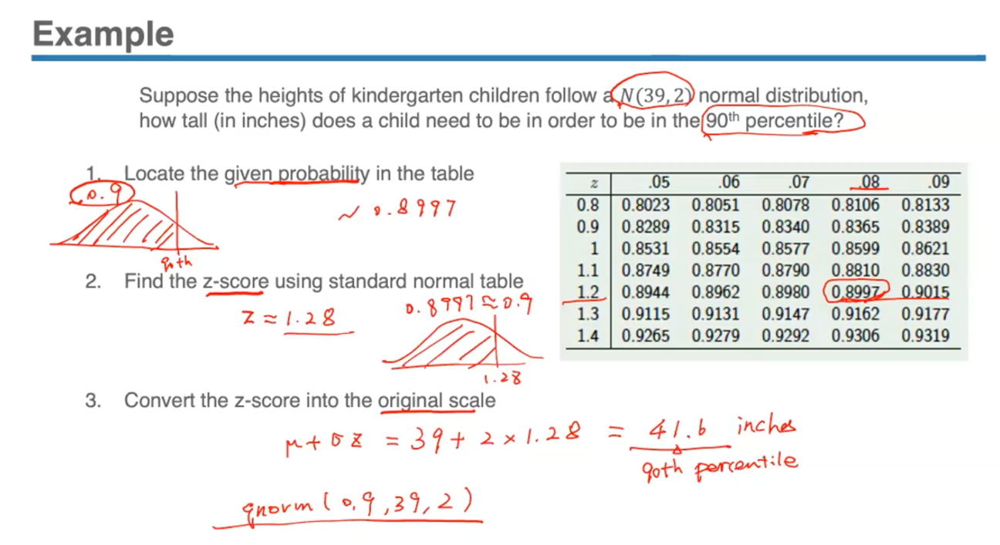 Example
Suppose the heights of kindergarten children follow a N(39, 2) normal distribution,
how tall (in inches) does a child need to be in order to be in the 90th percentile?
1. Locate the given probability in the table
0.9
~ 0.8997
90th
2. Find the z-score using standard normal table
z ≈ 1.28
0.8997 ≈ 0.9
1.28
z .05 .06 .07 .08 .09
0.8 0.8023 0.8051 0.8078 0.8106 0.8133
0.9 0.8289 0.8315 0.8340 0.8365 0.8389
1 0.8531 0.8554 0.8577 0.8599 0.8621
1.1 0.8749 0.8770 0.8790 0.8810 0.8830
1.2 0.8944 0.8962 0.8980 0.8997 0.9015
1.3 0.9115 0.9131 0.9147 0.9162 0.9177
1.4 0.9265 0.9279 0.9292 0.9306 0.9319
3. Convert the z-score into the original scale
μ + σ z = 39 + 2 × 1.28 = 41.6 inches
90th percentile
qnorm (0.9, 39, 2)